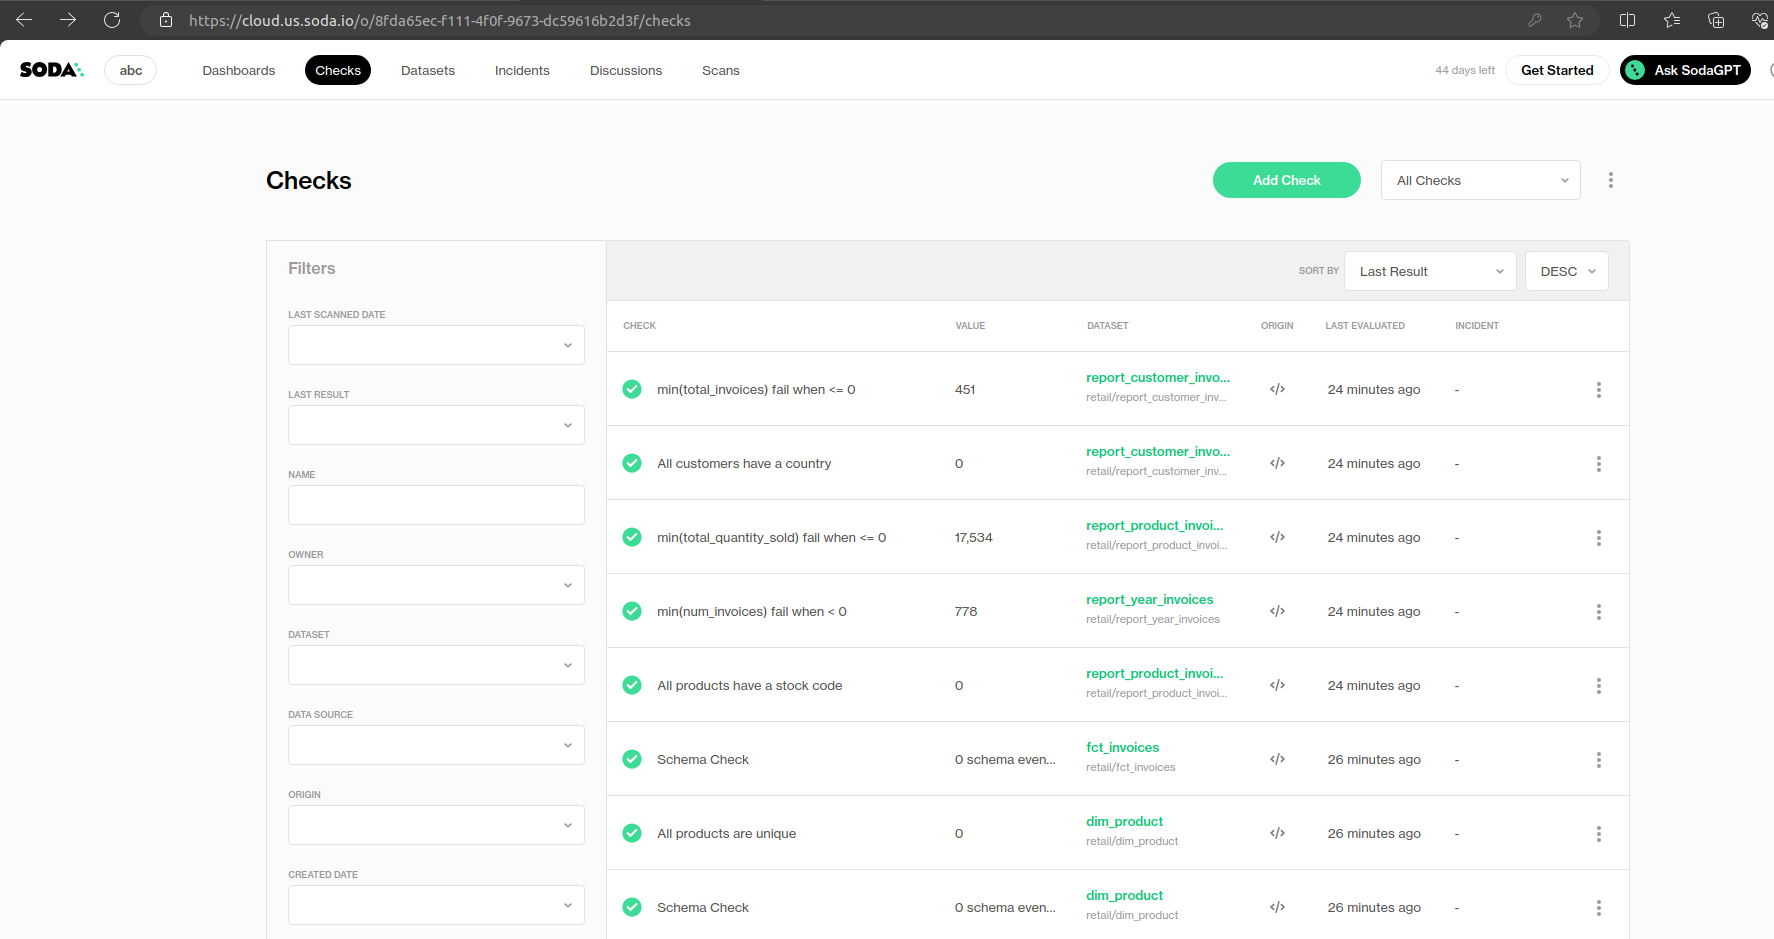 https://cloud.us.soda.io/o/8fda65ec-f111-4f0f-9673-dc59616b2d3f/checks
SODA abc Dashboards Checks Datasets Incidents Discussions Scans 44 days left Get Started Ask SodaGPT
Checks Add Check All Checks
Filters
SORT BY Last Result DESC
LAST SCANNED DATE
LAST RESULT
NAME
OWNER
DATASET
DATA SOURCE
ORIGIN
CREATED DATE
CHECK VALUE DATASET ORIGIN LAST EVALUATED INCIDENT
min(total_invoices) fail when <= 0 451 report_customer_invo... </> 24 minutes ago -
retail/report_customer_inv...
All customers have a country 0 report_customer_invo... </> 24 minutes ago -
retail/report_customer_inv...
min(total_quantity_sold) fail when <= 0 17,534 report_product_invoi... </> 24 minutes ago -
retail/report_product_invoi...
min(num_invoices) fail when < 0 778 report_year_invoices </> 24 minutes ago -
retail/report_year_invoices
All products have a stock code 0 report_product_invoi... </> 24 minutes ago -
retail/report_product_invoi...
Schema Check 0 schema even... fct_invoices </> 26 minutes ago -
retail/fct_invoices
All products are unique 0 dim_product </> 26 minutes ago -
retail/dim_product
Schema Check 0 schema even... dim_product </> 26 minutes ago -
retail/dim_product